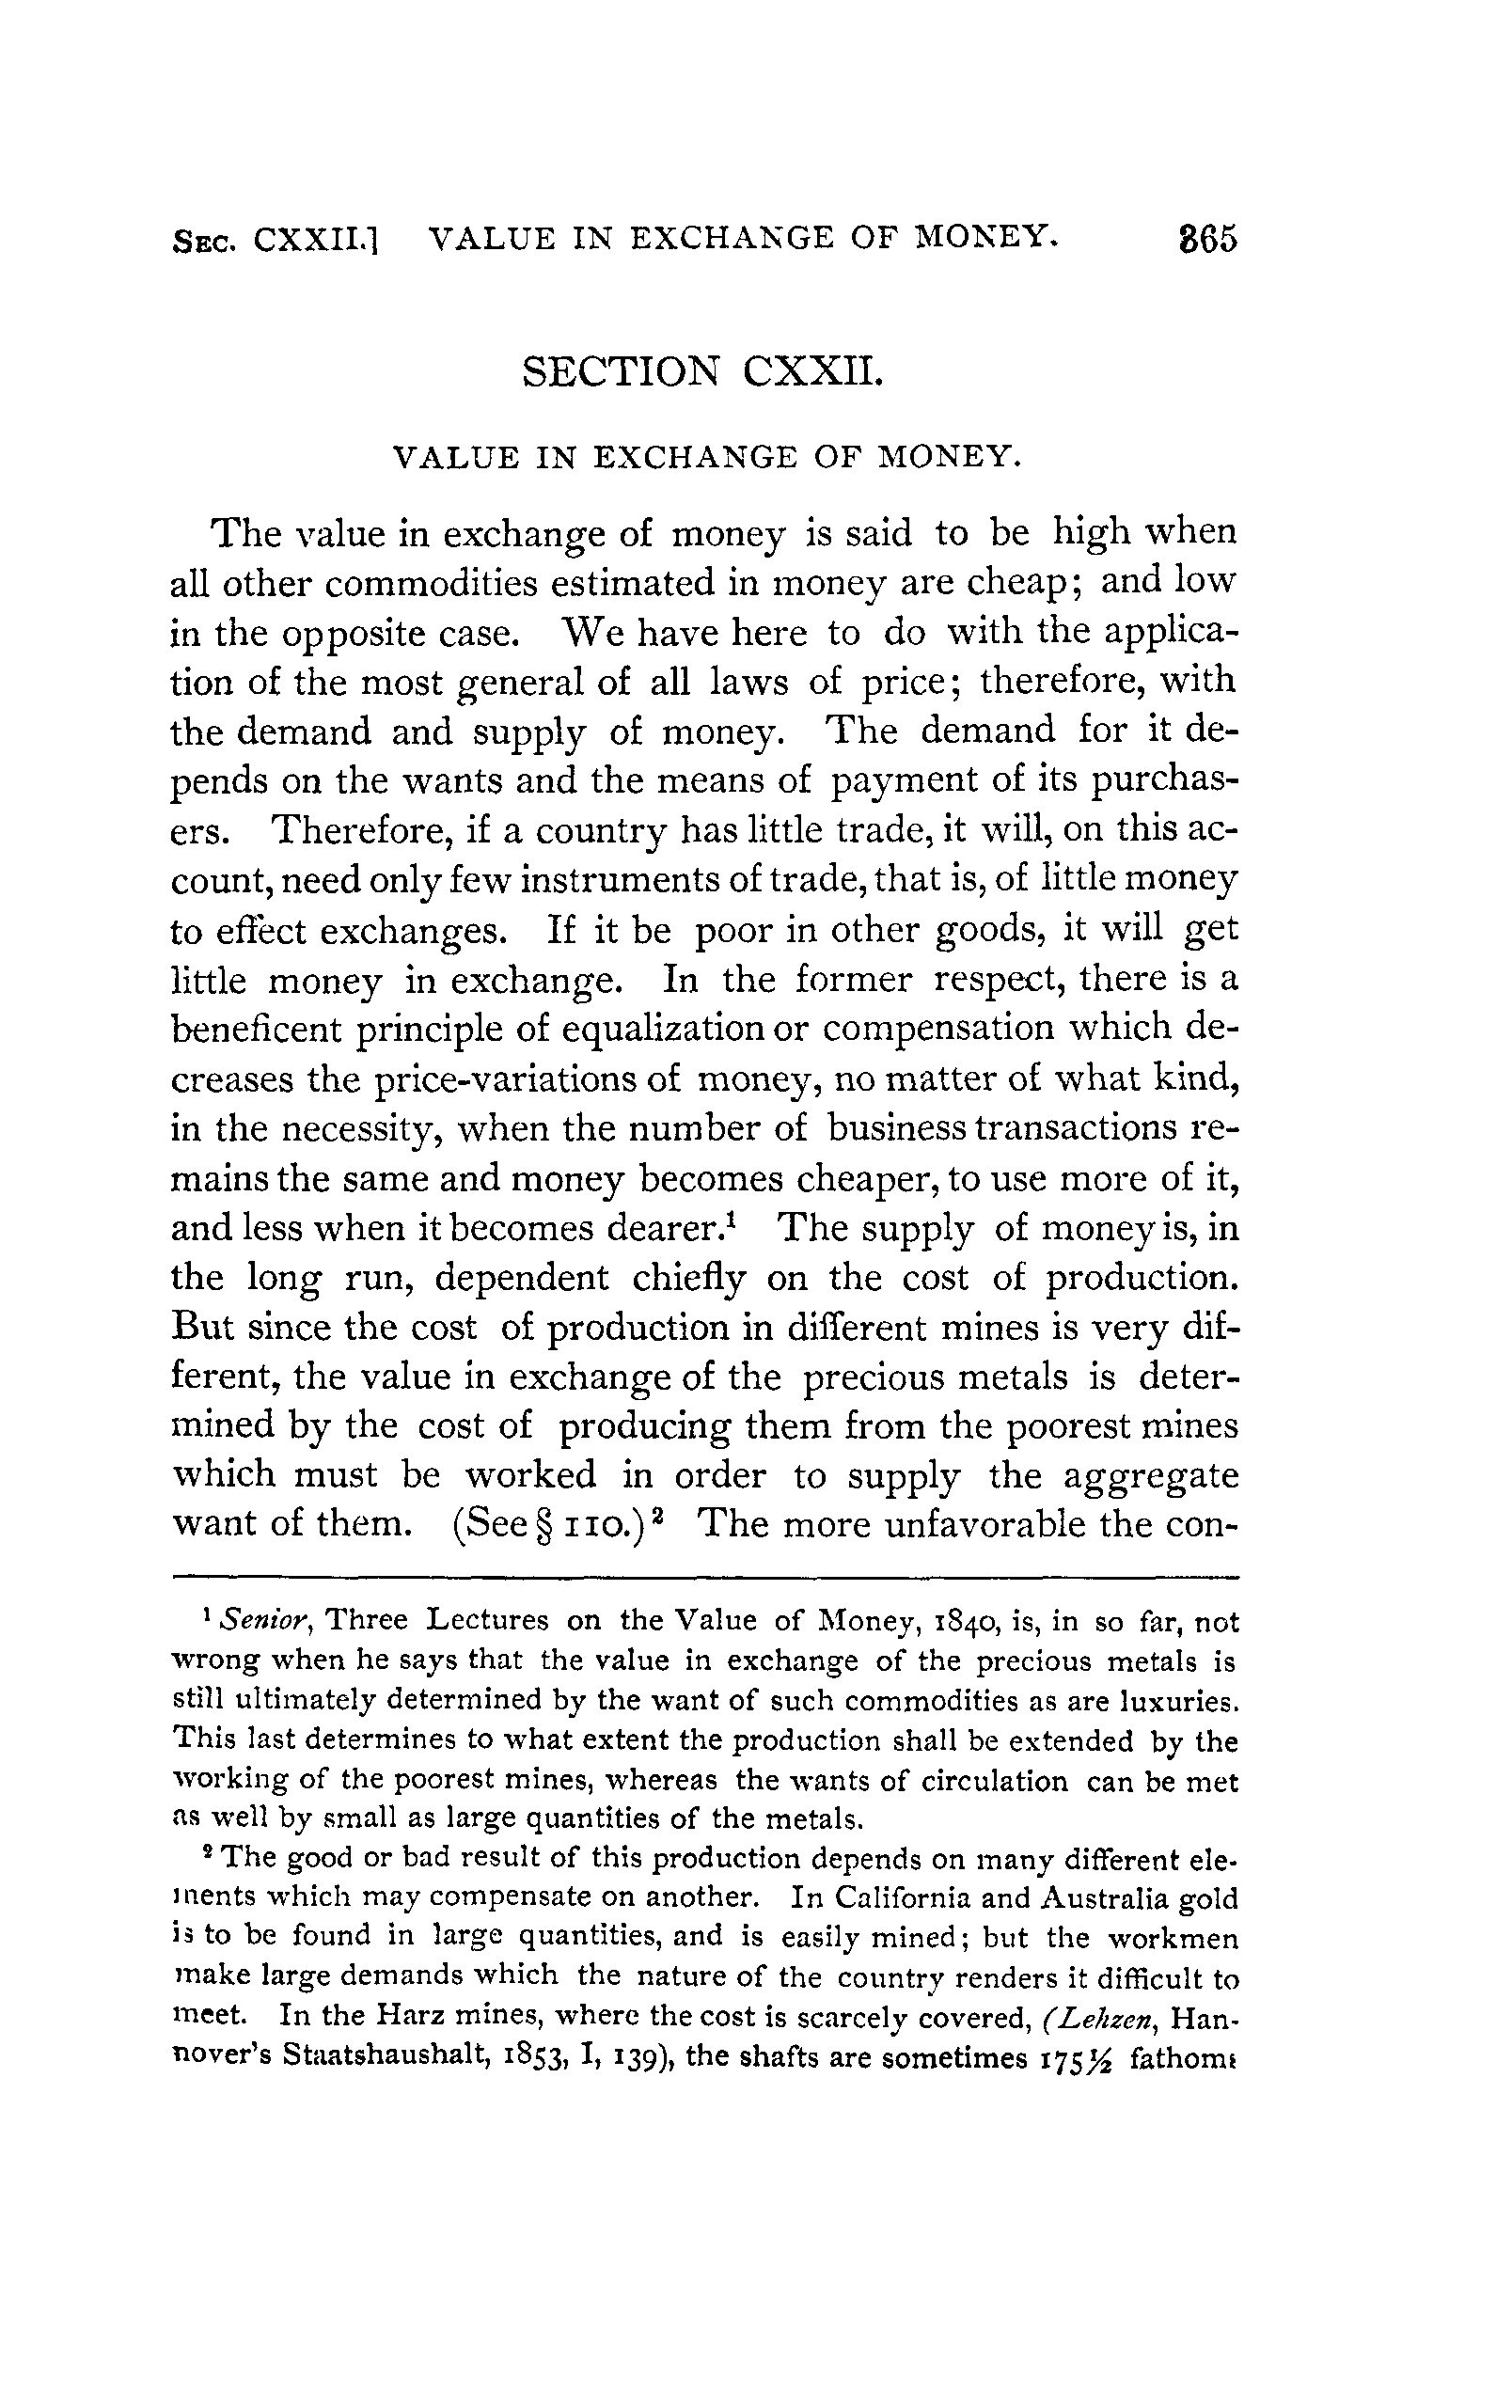 SEC. CXXII.] VALUE IN EXCHANGE OF MONEY. 365
SECTION CXXII.
VALUE IN EXCHANGE OF MONEY.
The value in exchange of money is said to be high when
all other commodities estimated in money are cheap; and low
in the opposite case. We have here to do with the applica-
tion of the most general of all laws of price; therefore, with
the demand and supply of money. The demand for it de-
pends on the wants and the means of payment of its purchas-
ers. Therefore, if a country has little trade, it will, on this ac-
count, need only few instruments of trade, that is, of little money
to effect exchanges. If it be poor in other goods, it will get
little money in exchange. In the former respect, there is a
beneficent principle of equalization or compensation which de-
creases the price-variations of money, no matter of what kind,
in the necessity, when the number of business transactions re-
mains the same and money becomes cheaper, to use more of it,
and less when it becomes dearer.¹ The supply of money is, in
the long run, dependent chiefly on the cost of production.
But since the cost of production in different mines is very dif-
ferent, the value in exchange of the precious metals is deter-
mined by the cost of producing them from the poorest mines
which must be worked in order to supply the aggregate
want of them. (See § 110.)² The more unfavorable the con-
¹ Senior, Three Lectures on the Value of Money, 1840, is, in so far, not
wrong when he says that the value in exchange of the precious metals is
still ultimately determined by the want of such commodities as are luxuries.
This last determines to what extent the production shall be extended by the
working of the poorest mines, whereas the wants of circulation can be met
as well by small as large quantities of the metals.
² The good or bad result of this production depends on many different ele-
ments which may compensate on another. In California and Australia gold
is to be found in large quantities, and is easily mined; but the workmen
make large demands which the nature of the country renders it difficult to
meet. In the Harz mines, where the cost is scarcely covered, (Lehzen, Han-
nover's Staatshaushalt, 1853, I, 139), the shafts are sometimes 175½ fathoms